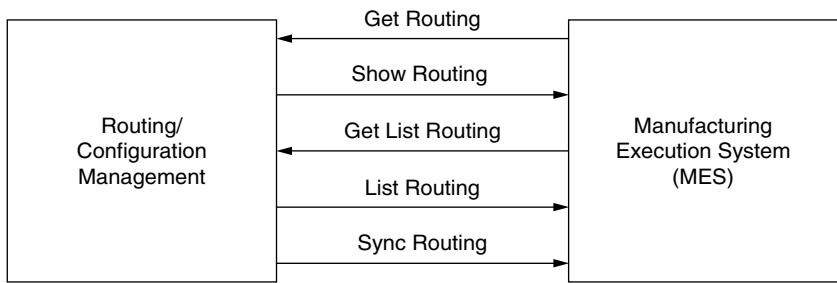 Get Routing
Show Routing
Get List Routing
List Routing
Sync Routing
Routing/
Configuration
Management
Manufacturing
Execution System
(MES)